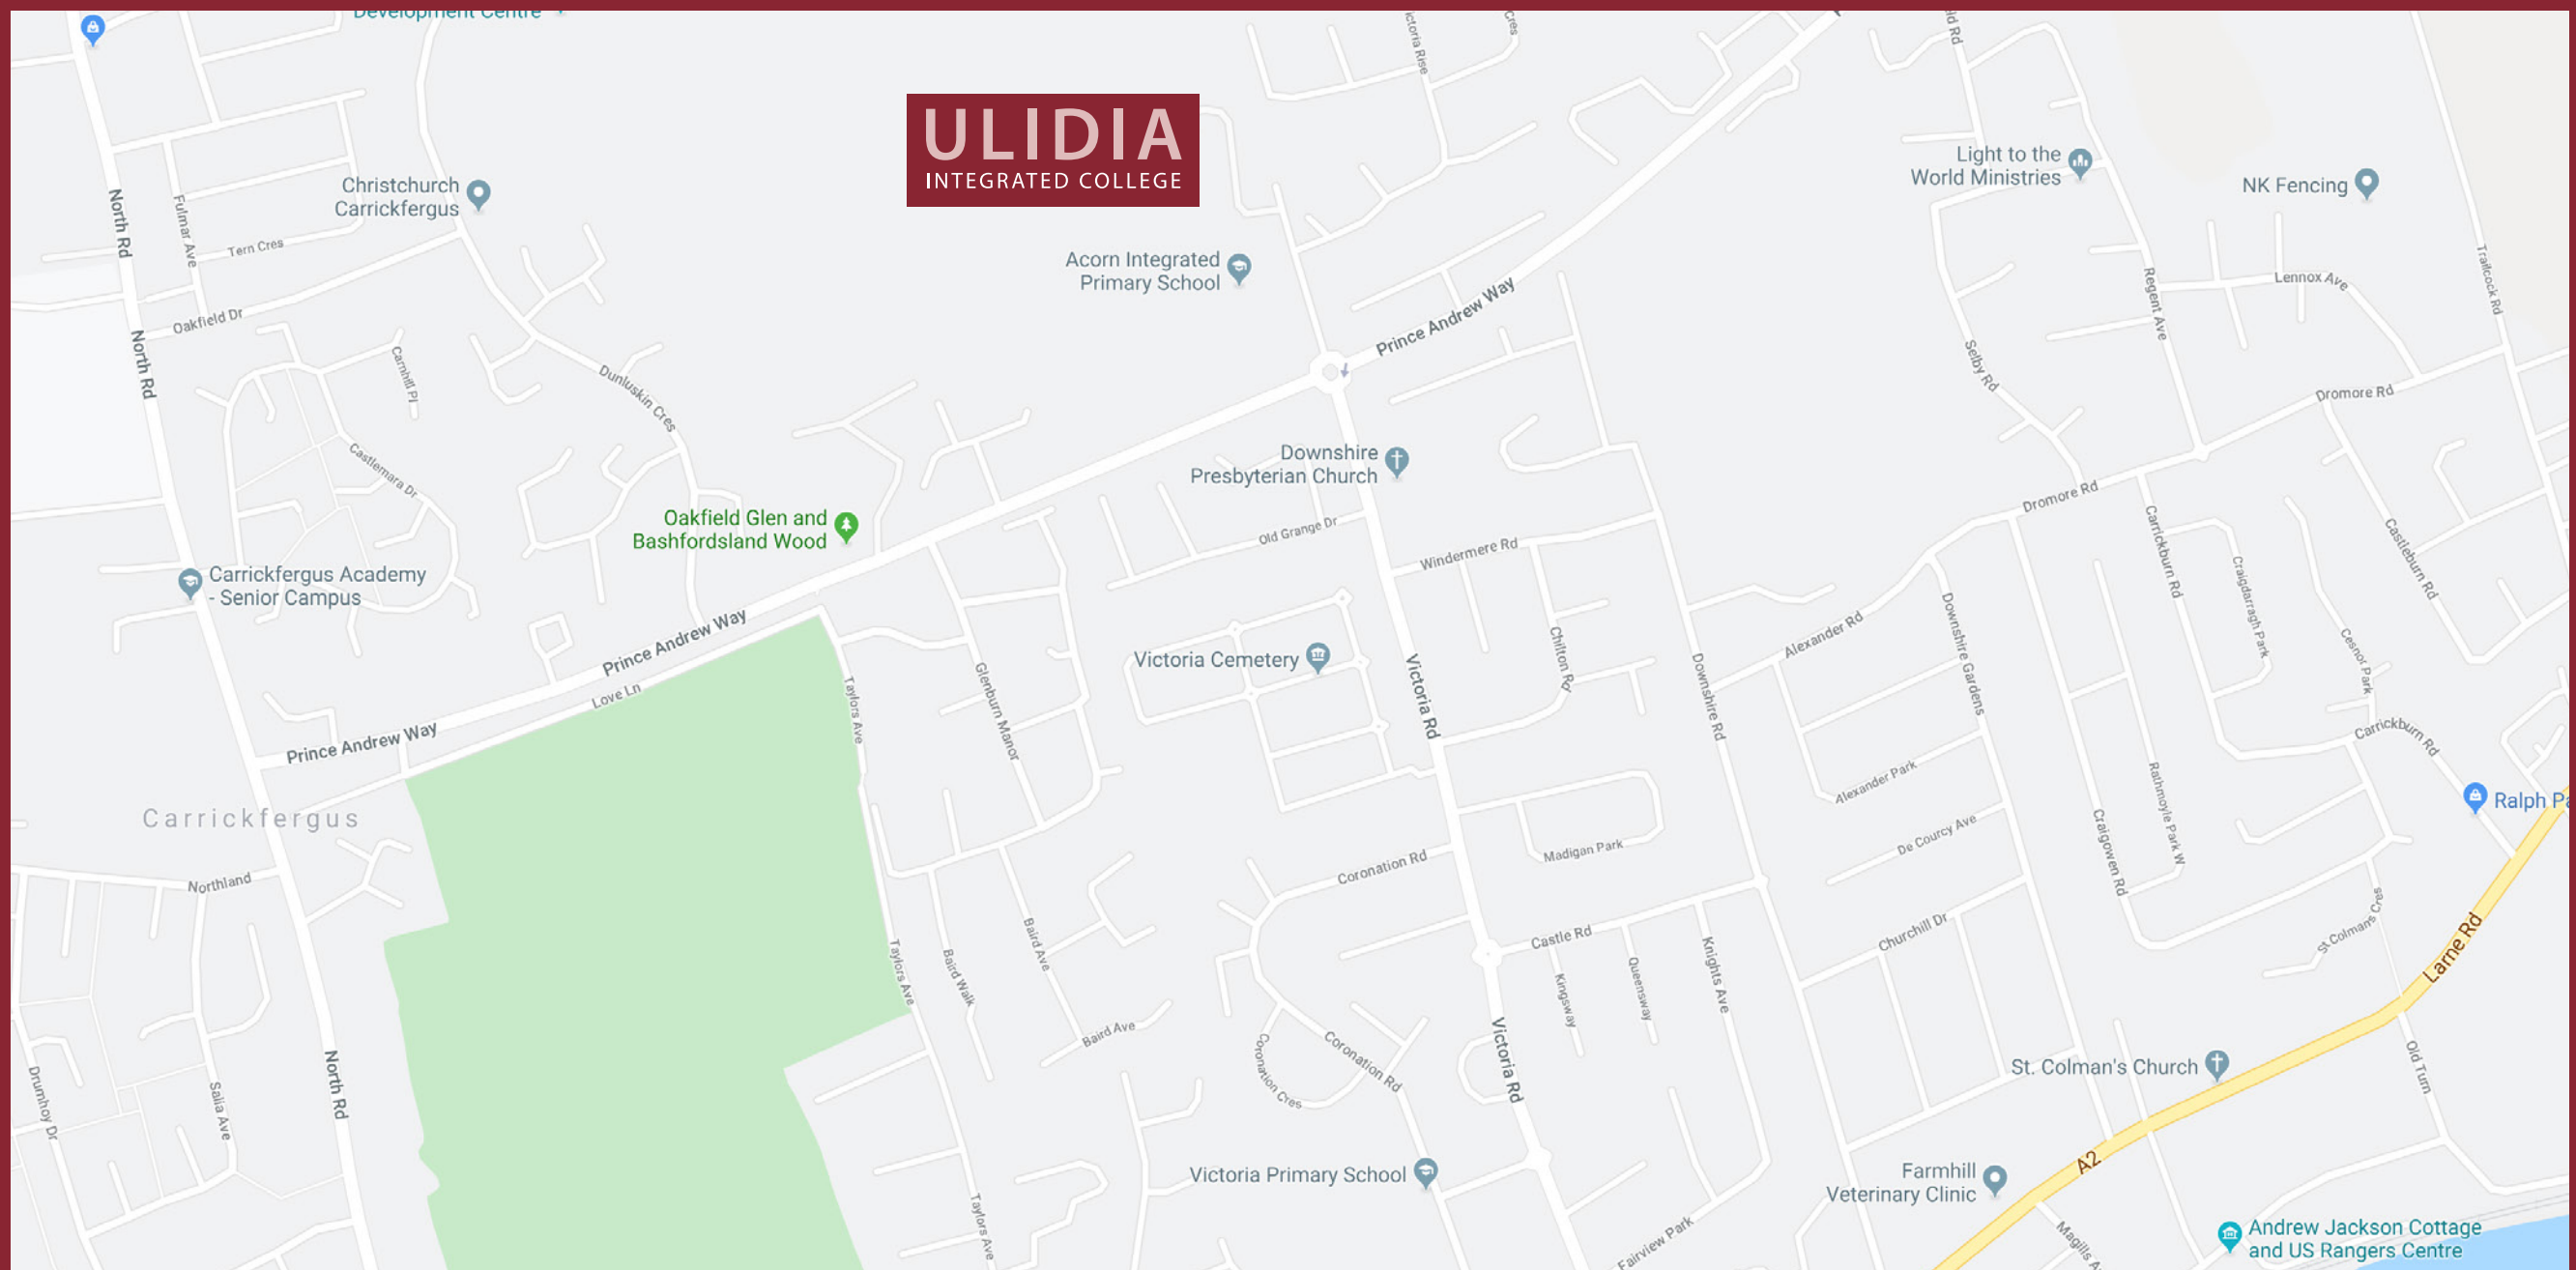 Development Centre
ULIDIA
INTEGRATED COLLEGE
Christchurch
Carrickfergus
Light to the
World Ministries
NK Fencing
Acorn Integrated
Primary School
North Rd
Fulmar Ave
Tern Cres
Oakfield Dr
North Rd
Carnhill Pl
Castlemara Dr
Dunluskin Cres
Prince Andrew Way
Regent Ave
Lennox Ave
Trailcock Rd
Selby Rd
Dromore Rd
Downshire
Presbyterian Church
Old Grange Dr
Windermere Rd
Dromore Rd
Oakfield Glen and
Bashfordsland Wood
Carrickfergus Academy
- Senior Campus
Prince Andrew Way
Love Ln
Prince Andrew Way
Taylors Ave
Glenburn Manor
Victoria Cemetery
Victoria Rd
Downshire Rd
Alexander Rd
Downshire Gardens
Carrickburn Rd
Craigdarragh Park
Castleburn Rd
Carrickburn Rd
Alexander Park
De Courcy Ave
Craigowen Rd
Rathmoyle Park W
Ralph
Carrickfergus
Northland
Coronation Rd
Madigan Park
Castle Rd
Churchill Dr
Larne Rd
Taylors Ave
Baird Walk
Baird Ave
Baird Ave
Kingsway
Queensway
Knights Ave
North Rd
Drumhoy Dr
Salia Ave
Coronation Cres
Coronation Rd
Victoria Rd
St. Colman's Church
Old Turn
Victoria Primary School
Taylors Ave
Farmhill
Veterinary Clinic
A2
Fairview Park
Magills
Andrew Jackson Cottage
and US Rangers Centre